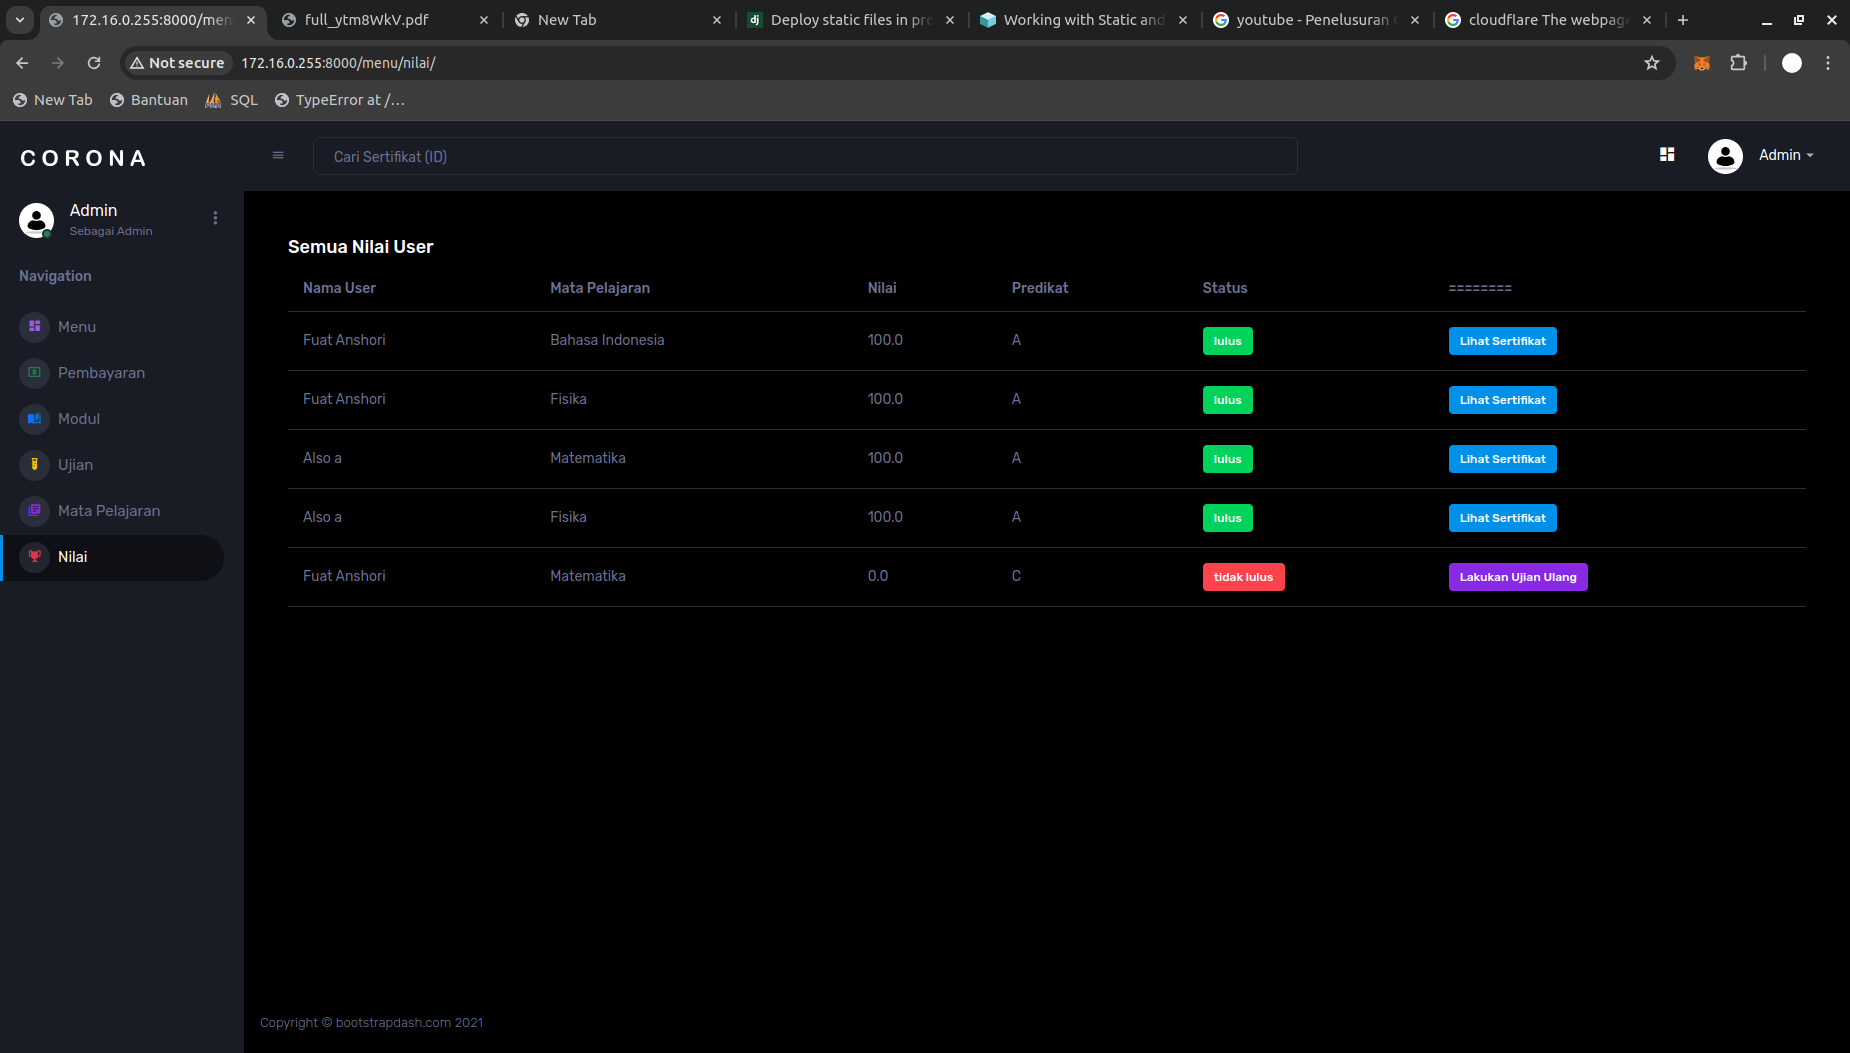 172.16.0.255:8000/men
full_ytm8WkV.pdf
New Tab
Deploy static files in pro
Working with Static and
youtube - Penelusuran
cloudflare The webpage
Not secure
172.16.0.255:8000/menu/nilai/
New Tab
Bantuan
SQL
TypeError at /…
CORONA
Cari Sertifikat (ID)
Admin
Admin
Sebagai Admin
Navigation
Menu
Pembayaran
Modul
Ujian
Mata Pelajaran
Nilai
Semua Nilai User
Nama User Mata Pelajaran Nilai Predikat Status ========
Fuat Anshori Bahasa Indonesia 100.0 A lulus Lihat Sertifikat
Fuat Anshori Fisika 100.0 A lulus Lihat Sertifikat
Also a Matematika 100.0 A lulus Lihat Sertifikat
Also a Fisika 100.0 A lulus Lihat Sertifikat
Fuat Anshori Matematika 0.0 C tidak lulus Lakukan Ujian Ulang
Copyright © bootstrapdash.com 2021